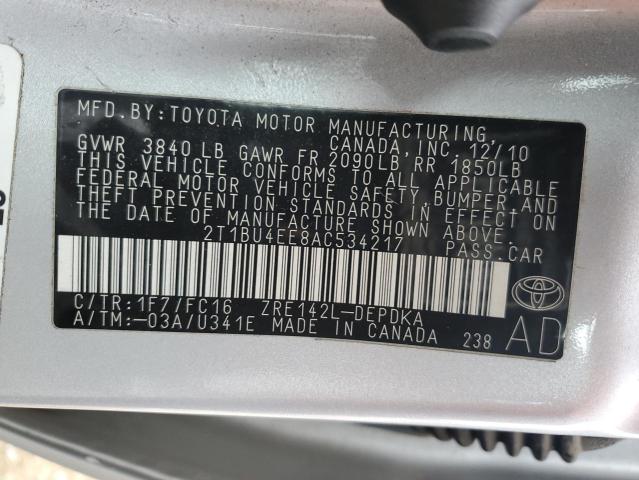 MFD.BY:TOYOTA MOTOR MANUFACTURING
CANADA, INC. 12/10
GVWR 3840 LB GAWR FR 2090LB RR 1850LB
THIS VEHICLE CONFORMS TO ALL APPLICABLE
FEDERAL MOTOR VEHICLE SAFETY, BUMPER AND
THEFT PREVENTION STANDARDS IN EFFECT ON
THE DATE OF MANUFACTURE SHOWN ABOVE.
2T1BU4EE8AC534217 PASS.CAR
C/TR:1F7/FC16 ZRE142L-DEPDKA
A/TM:-03A/U341E MADE IN CANADA 238 AD